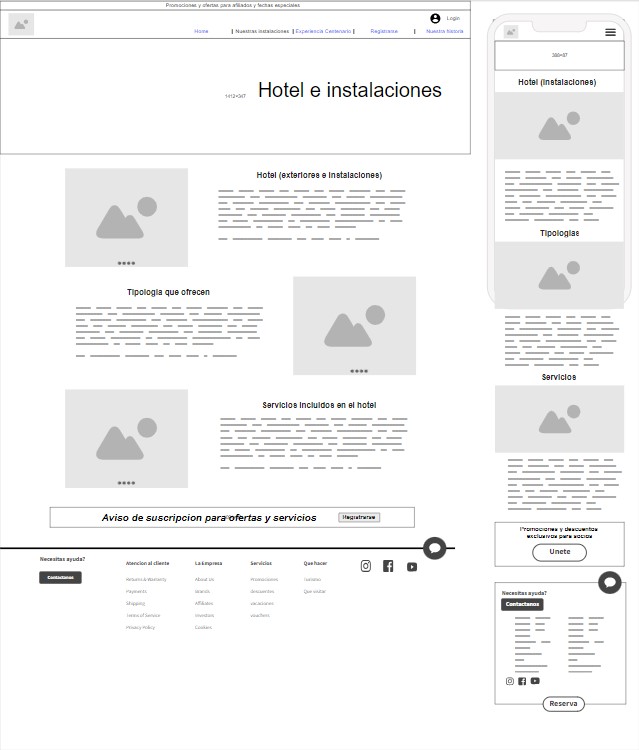 Promociones y ofertas para afiliados y fechas especiales
Login
Home | Nuestras Instalaciones | Experiencia Centenario | Registrarse | Nuestra historia
1412×347
Hotel e instalaciones
Hotel (exteriores e instalaciones)
Tipologia que ofrecen
Servicios incluidos en el hotel
Aviso de suscripcion para ofertas y servicios
Registrarse
Necesitas ayuda?
Contactanos
Atencion al cliente
Returns & Warranty
Payments
Shipping
Terms of Service
Privacy Policy
La Empresa
About Us
Brands
Affiliates
Investors
Cookies
Servicios
Promociones
descuentos
vacaciones
vouchers
Que hacer
Turismo
Que visitar
Hotel (Instalaciones)
Tipologias
Servicios
Promociones y descuentos
exclusivos para socios
Unete
Necesitas ayuda?
Contactanos
Reserva